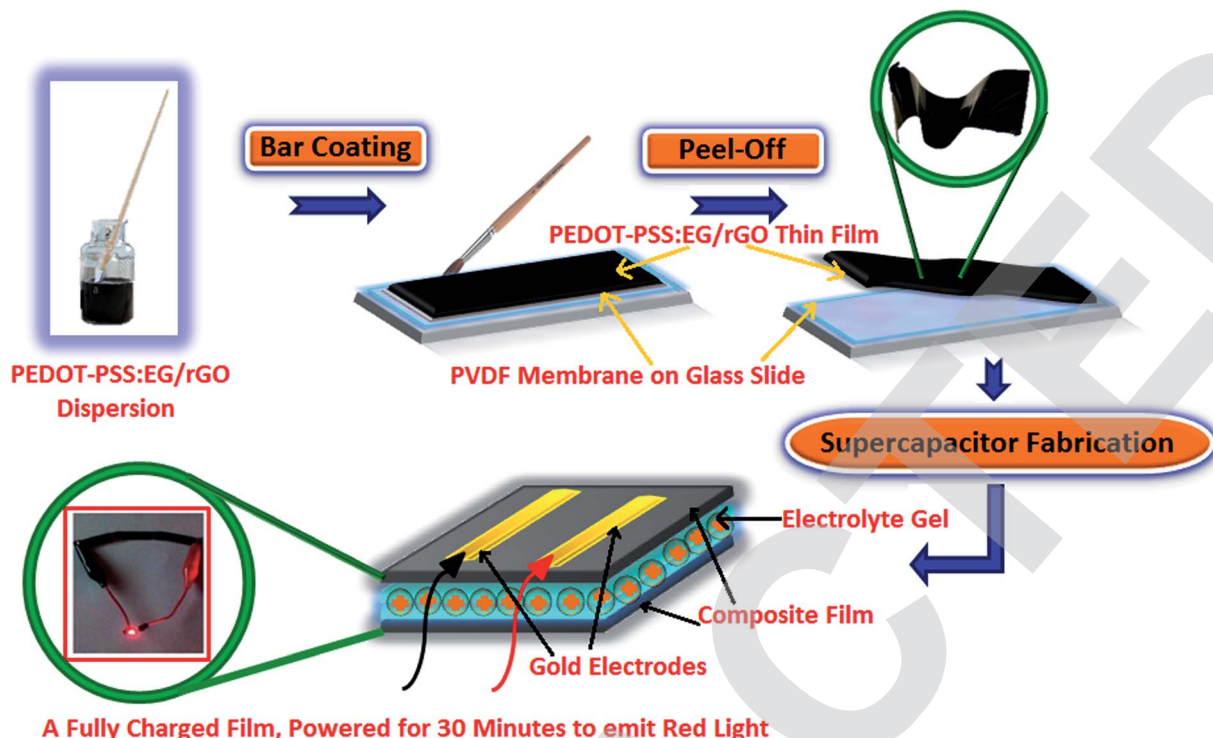 Bar Coating
Peel-Off
PEDOT-PSS:EG/rGO Thin Film
PEDOT-PSS:EG/rGO
Dispersion
PVDF Membrane on Glass Slide
Supercapacitor Fabrication
Electrolyte Gel
Composite Film
Gold Electrodes
A Fully Charged Film, Powered for 30 Minutes to emit Red Light
CTED